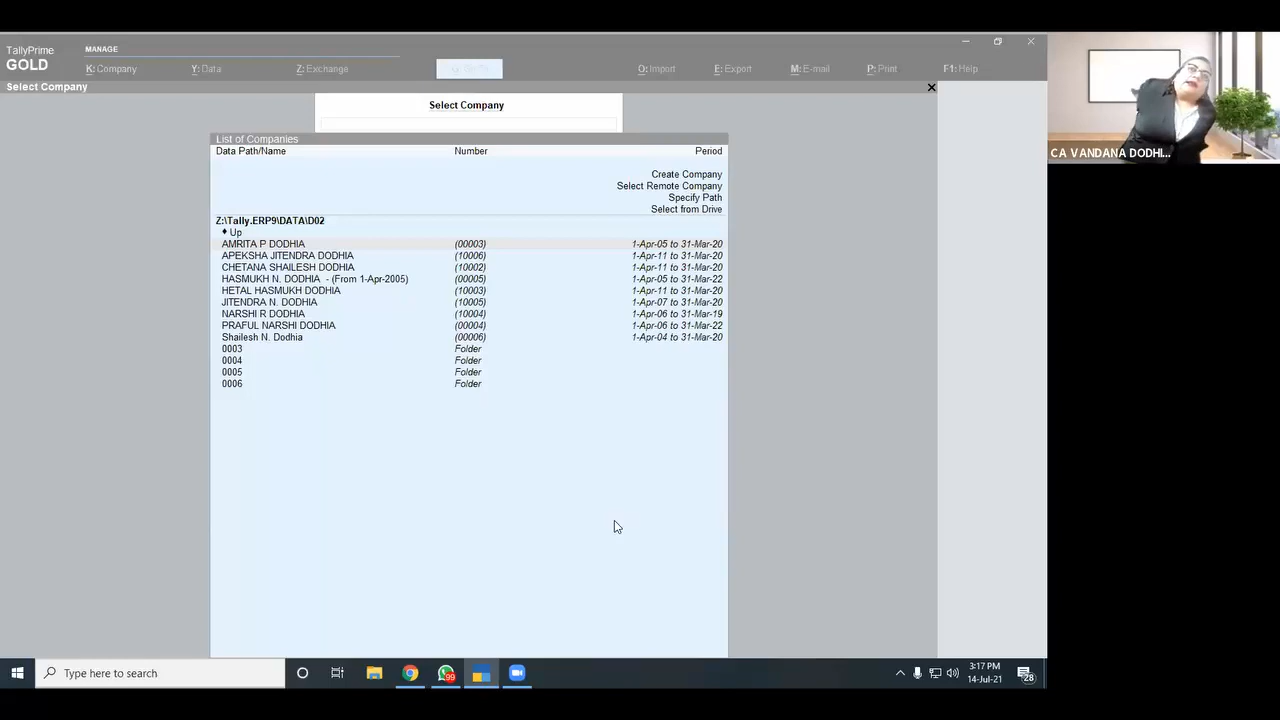 TallyPrime
GOLD
MANAGE
K: Company
Y: Data
Z: Exchange
O: Import
E: Export
M: E-mail
P: Print
F1: Help
Select Company
Select Company
List of Companies
Data Path/Name Number Period
Create Company
Select Remote Company
Specify Path
Select from Drive
Z:\Tally.ERP9\DATA\D02
♦ Up
AMRITA P DODHIA (00003) 1-Apr-05 to 31-Mar-20
APEKSHA JITENDRA DODHIA (10006) 1-Apr-11 to 31-Mar-20
CHETANA SHAILESH DODHIA (10002) 1-Apr-11 to 31-Mar-20
HASMUKH N. DODHIA - (From 1-Apr-2005) (00005) 1-Apr-05 to 31-Mar-22
HETAL HASMUKH DODHIA (10003) 1-Apr-11 to 31-Mar-20
JITENDRA N. DODHIA (10005) 1-Apr-07 to 31-Mar-20
NARSHI R DODHIA (10004) 1-Apr-06 to 31-Mar-19
PRAFUL NARSHI DODHIA (00004) 1-Apr-06 to 31-Mar-22
Shailesh N. Dodhia (00006) 1-Apr-04 to 31-Mar-20
0003 Folder
0004 Folder
0005 Folder
0006 Folder
CA VANDANA DODHI...
Type here to search
99
3:17 PM
14-Jul-21
28